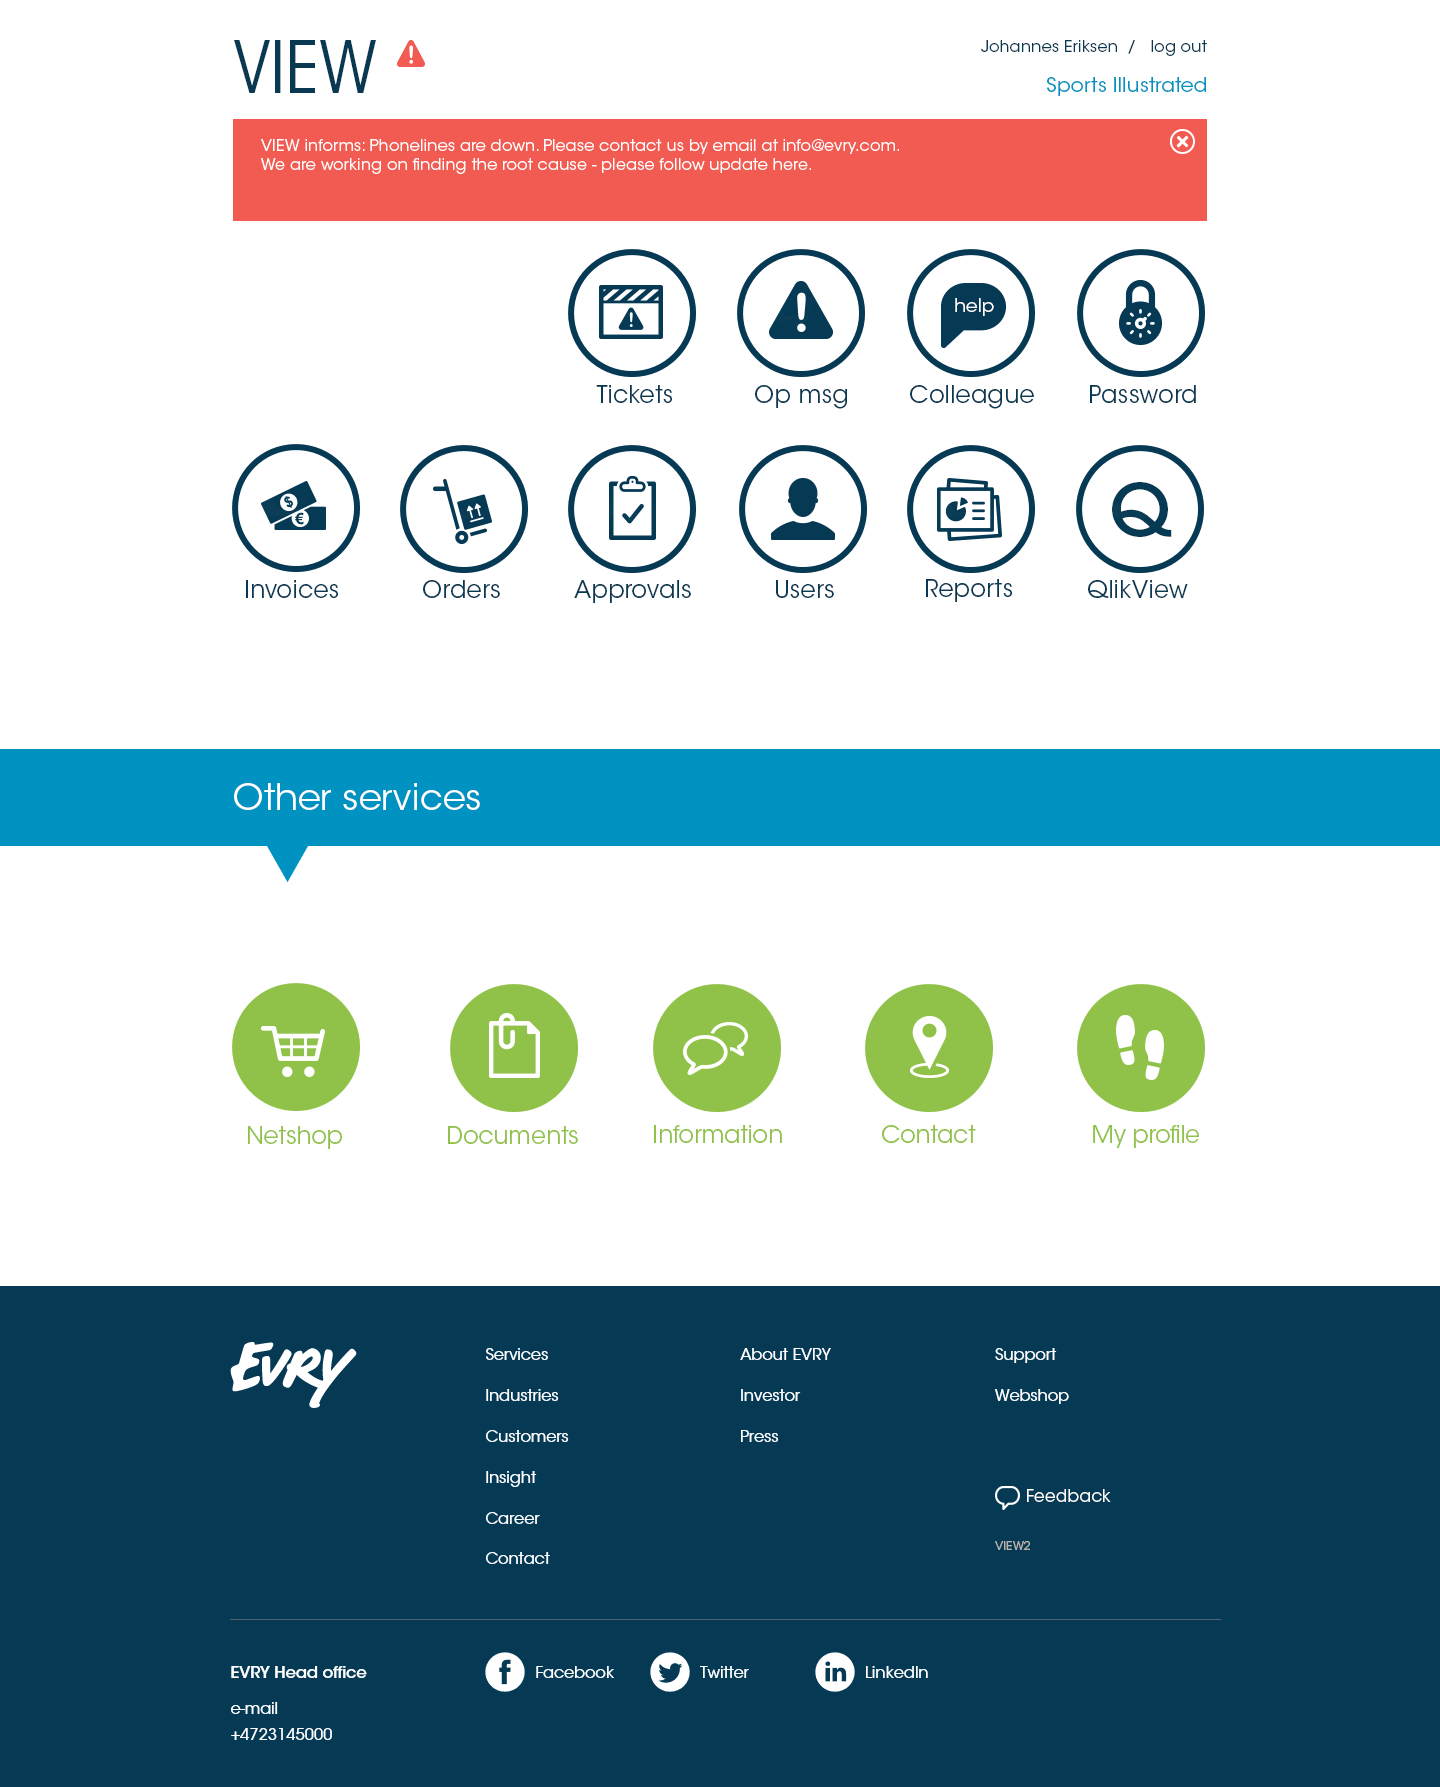 VIEW
Johannes Eriksen / log out
Sports Illustrated
VIEW informs: Phonelines are down. Please contact us by email at info@evry.com.
We are working on finding the root cause - please follow update here.
help
Tickets Op msg Colleague Password
$
€
Q
Invoices Orders Approvals Users Reports QlikView
Other services
Netshop Documents Information Contact My profile
EVRY
Services About EVRY Support
Industries Investor Webshop
Customers Press
Insight
Feedback
Career
VIEW2
Contact
EVRY Head office f Facebook Twitter in LinkedIn
e-mail
+4723145000